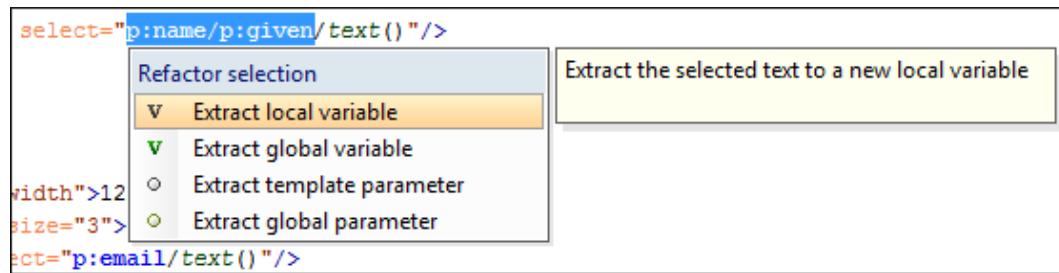 select="p:name/p:given/text()"/>
Refactor selection
Extract local variable
Extract the selected text to a new local variable
V Extract global variable
Extract template parameter
Extract global parameter
width">12
size="3">
ect="p:email/text()"/>